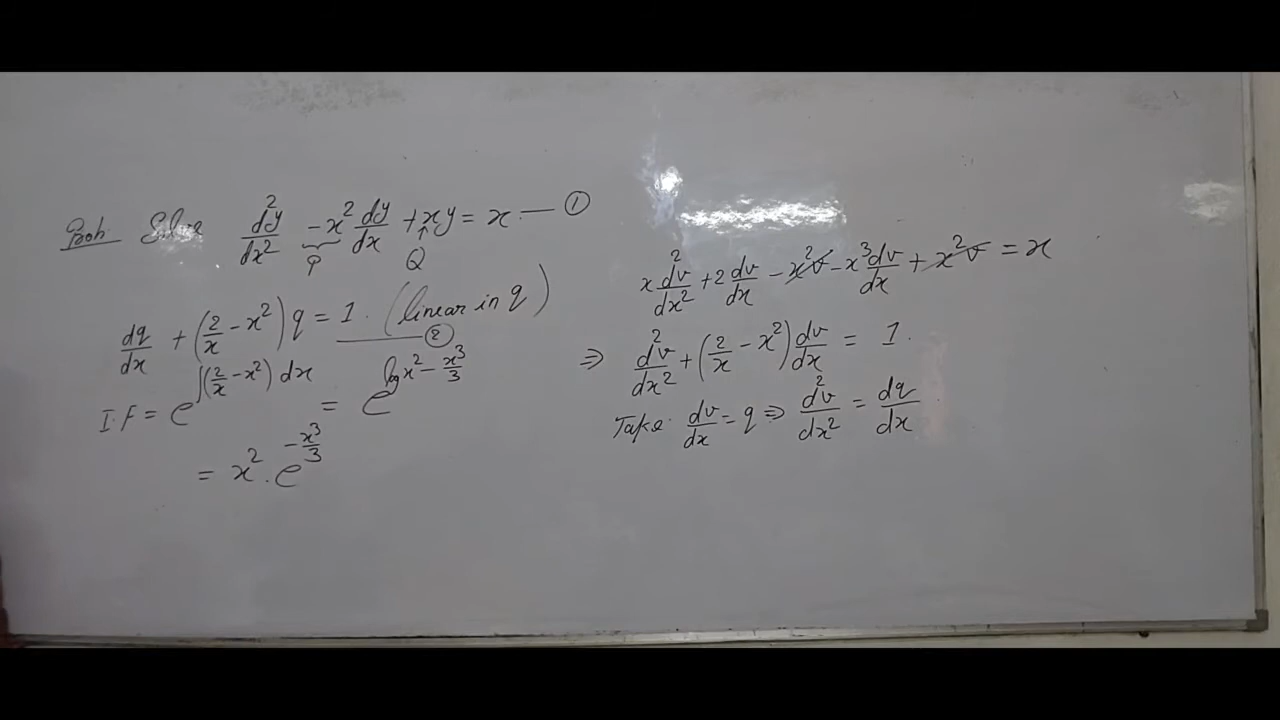 Prob. Solve d²y/dx² - x² dy/dx + xy = x — ①
P Q
dq/dx + (2/x - x²) q = 1. (linear in q) — ②
I.F = e^{∫(2/x - x²) dx} = e^{log x² - x³/3}
= x² . e^{-x³/3}
x d²v/dx² + 2 dv/dx - x²v - x³ dv/dx + x²v = x
⇒ d²v/dx² + (2/x - x²) dv/dx = 1.
Take dv/dx = q ⇒ d²v/dx² = dq/dx